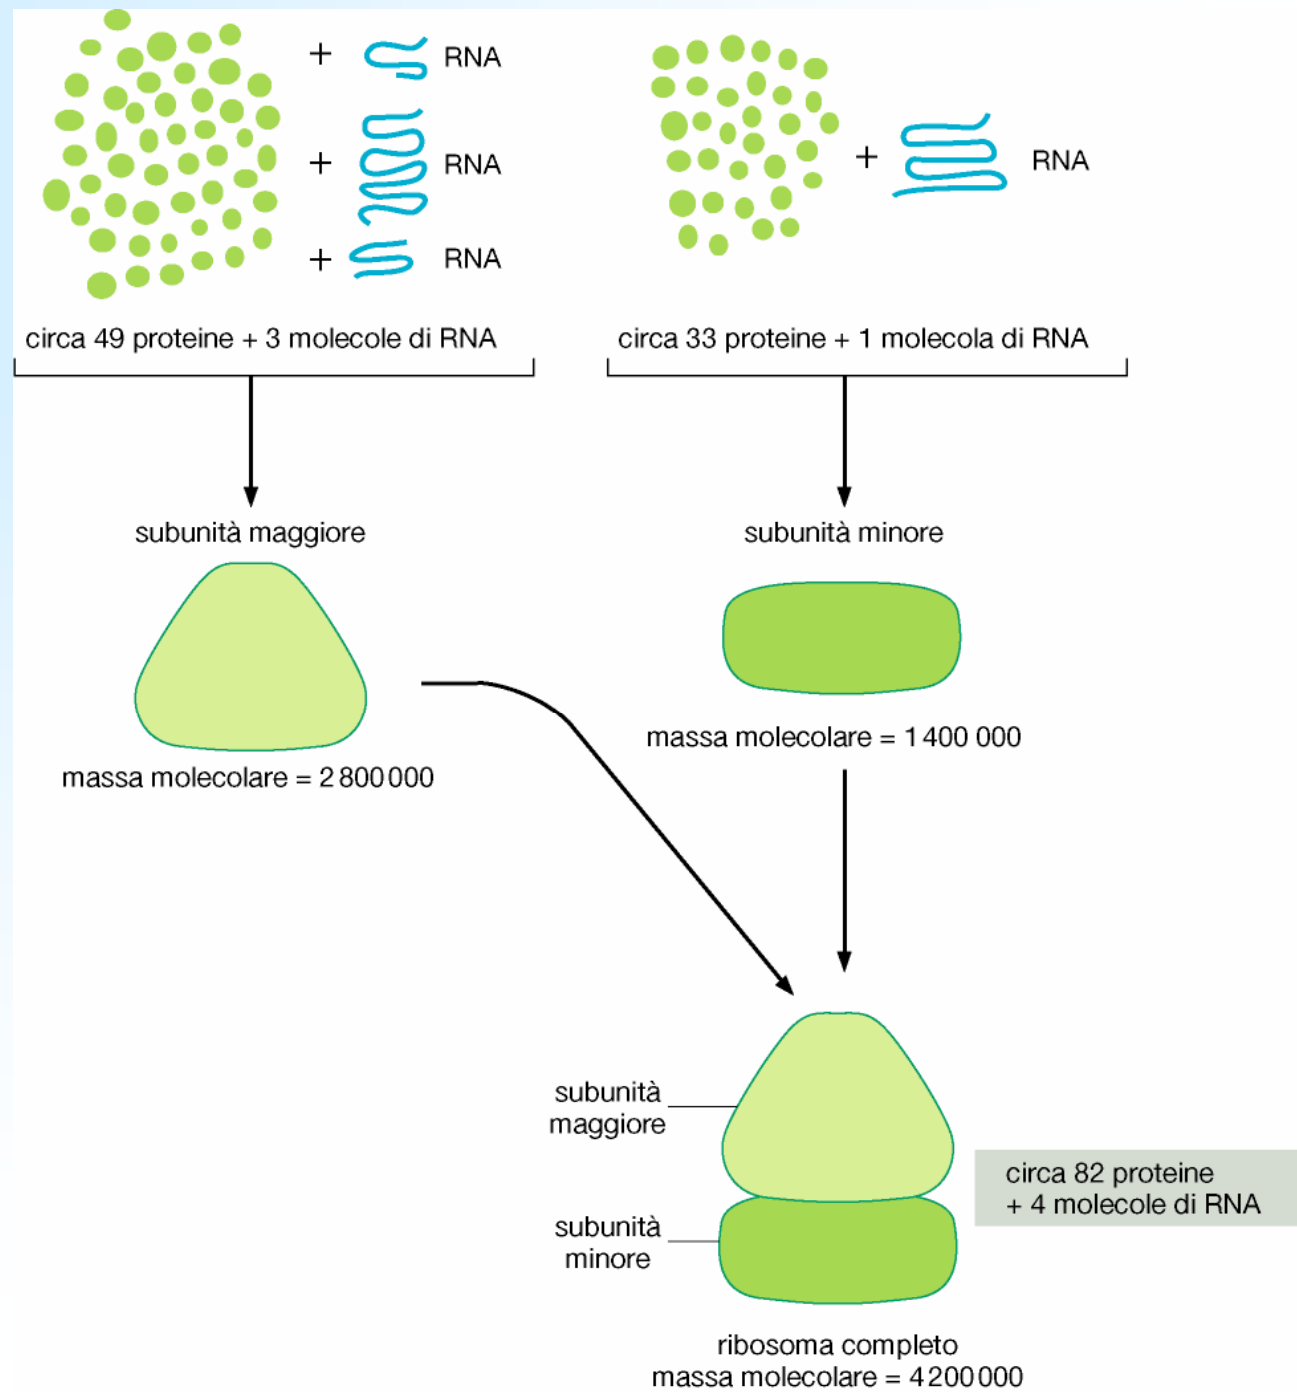 + RNA
+ RNA
+ RNA
circa 49 proteine + 3 molecole di RNA
+ RNA
circa 33 proteine + 1 molecola di RNA
subunità maggiore
massa molecolare = 2 800 000
subunità minore
massa molecolare = 1 400 000
subunità
maggiore
subunità
minore
circa 82 proteine
+ 4 molecole di RNA
ribosoma completo
massa molecolare = 4 200 000